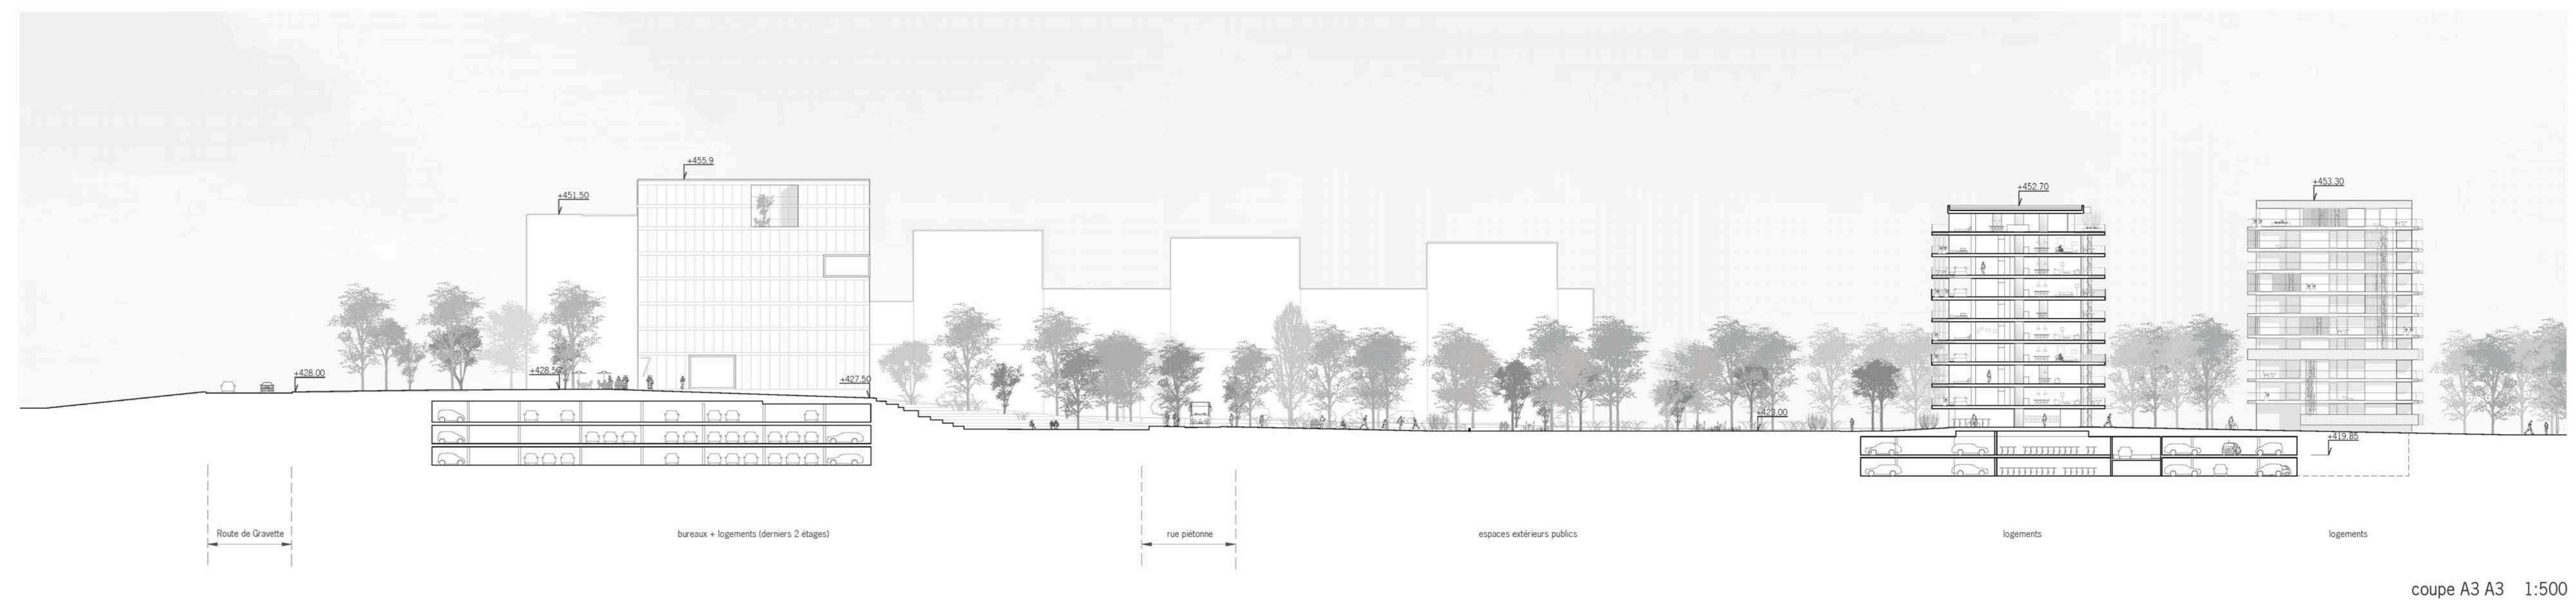 +455.9
+451.50
+452.70
+453.30
+428.00
+428.50
7
+427.50
+423.00
+419.85
Route de Gravette
bureaux + logements (derniers 2 étages)
rue piétonne
espaces extérieurs publics
logements
logements
coupe A3 A3 1:500